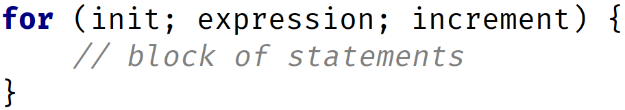 for (init; expression; increment) {
    // block of statements
}